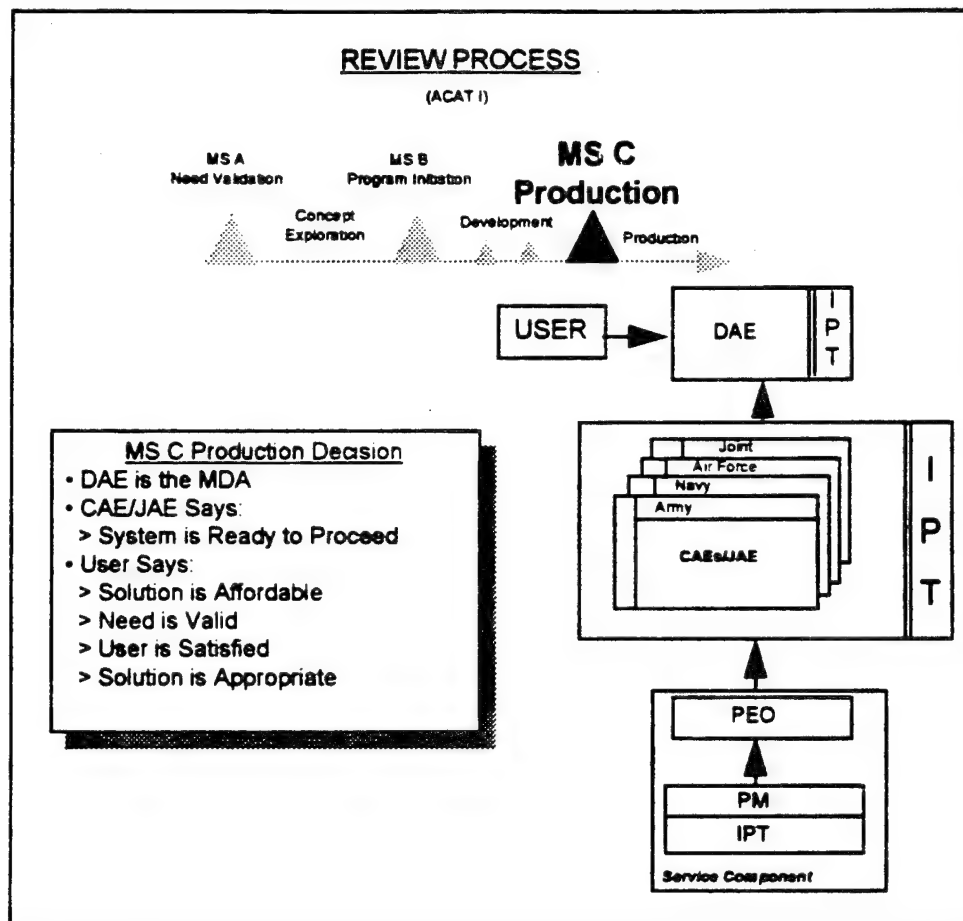 REVIEW PROCESS
(ACAT I)
MS A
Need Validation
MS B
Program Initiation
MS C
Production
Concept
Exploration
Development
Production
USER
DAE
I
P
T
MS C Production Decision
• DAE is the MDA
• CAE/JAE Says:
> System is Ready to Proceed
• User Says:
> Solution is Affordable
> Need is Valid
> User is Satisfied
> Solution is Appropriate
Joint
Air Force
Navy
Army
CAEs/JAE
I
P
T
PEO
PM
IPT
Service Component